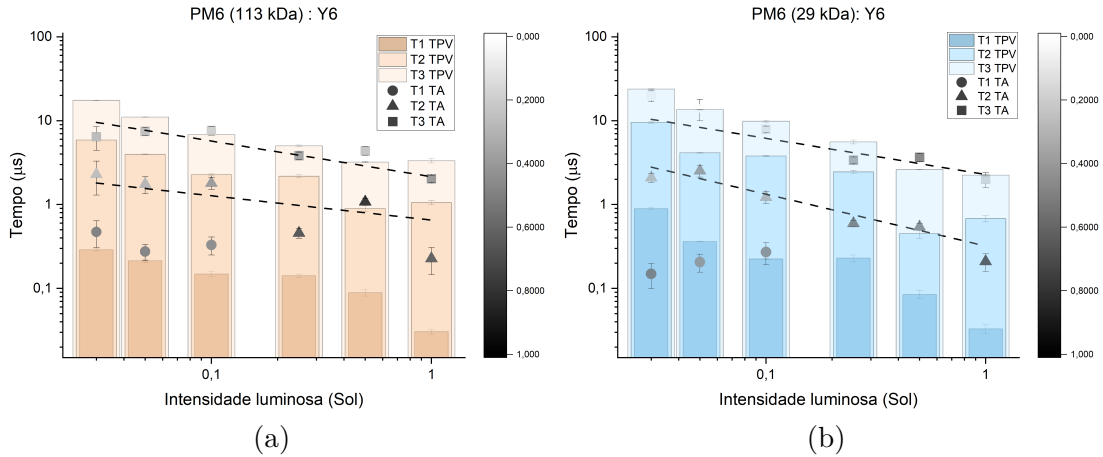 PM6 (113 kDa) : Y6
100
10
1
0,1
Tempo (µs)
0,1
1
Intensidade luminosa (Sol)
T1 TPV
T2 TPV
T3 TPV
T1 TA
T2 TA
T3 TA
0,000
0,2000
0,4000
0,6000
0,8000
1,000
(a)
PM6 (29 kDa): Y6
100
10
1
0,1
Tempo (µs)
0,1
1
Intensidade luminosa (Sol)
T1 TPV
T2 TPV
T3 TPV
T1 TA
T2 TA
T3 TA
0,000
0,2000
0,4000
0,6000
0,8000
1,000
(b)